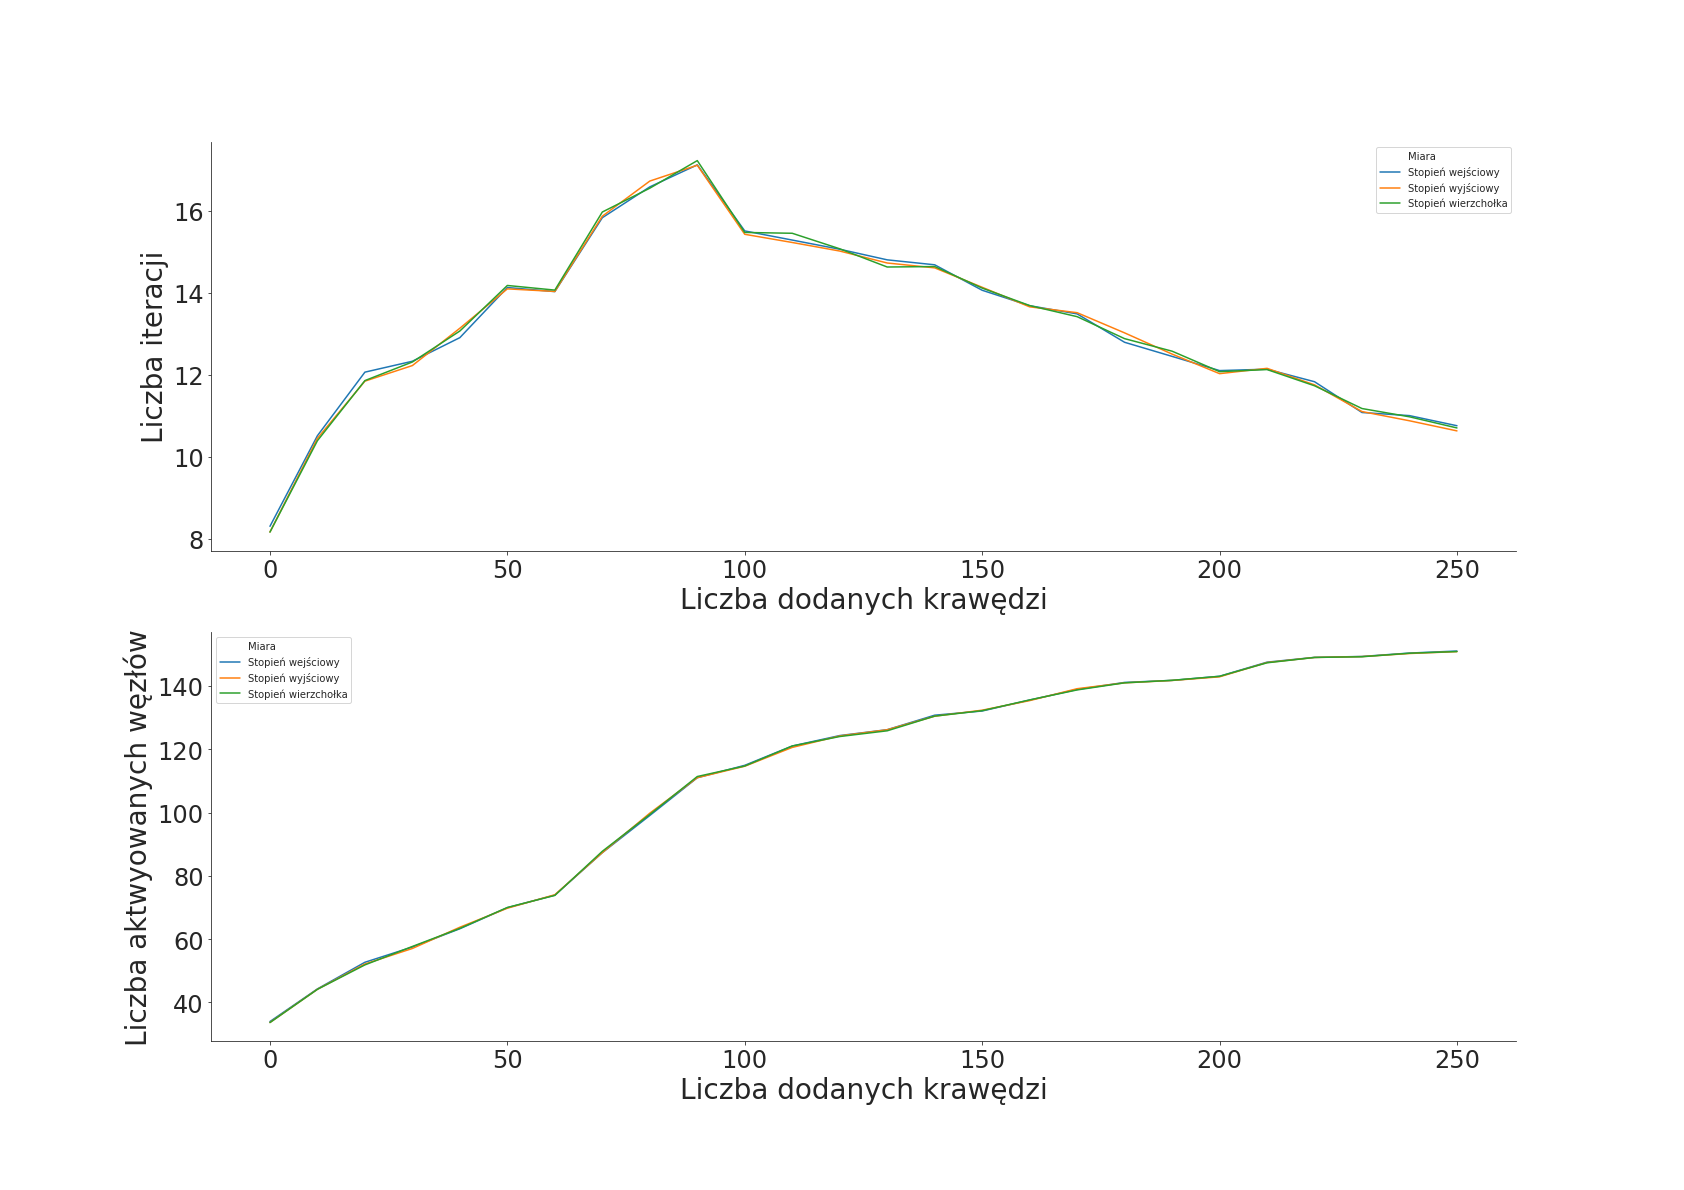 Miara
Stopień wejściowy
Stopień wyjściowy
Stopień wierzchołka
Liczba iteracji
16
14
12
10
8
0 50 100 150 200 250
Liczba dodanych krawędzi
Miara
Stopień wejściowy
Stopień wyjściowy
Stopień wierzchołka
Liczba aktwyowanych węzłów
140
120
100
80
60
40
0 50 100 150 200 250
Liczba dodanych krawędzi